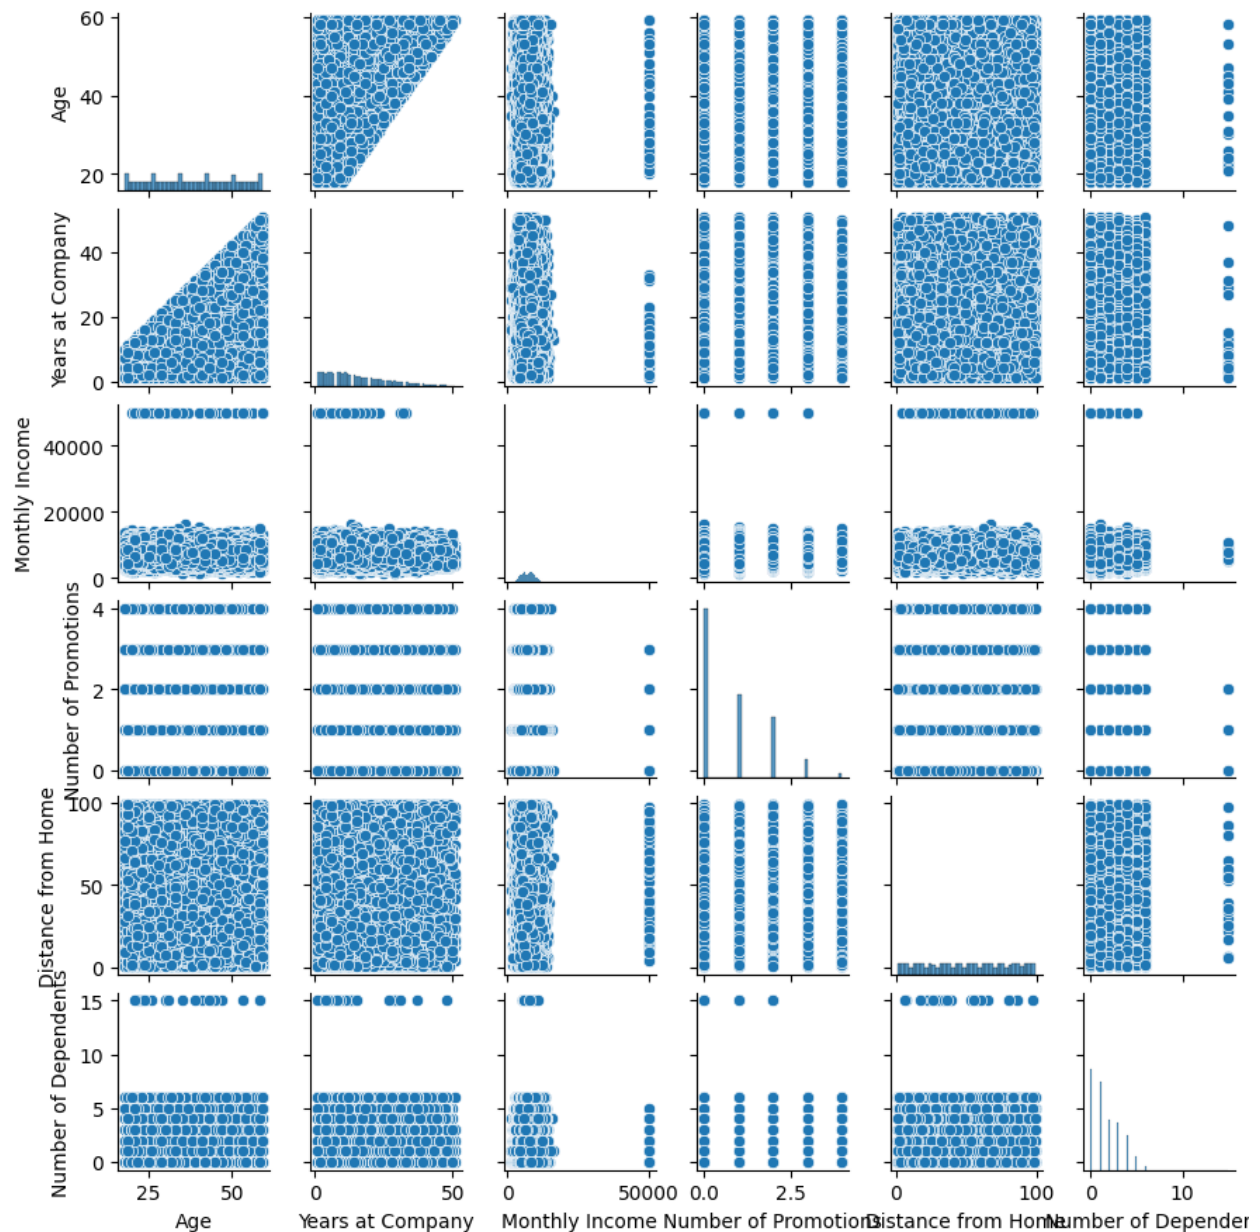 60
40
20
Age
40
20
0
Years at Company
40000
20000
0
Monthly Income
4
2
0
Number of Promotions
100
50
0
Distance from Home
15
10
5
0
Number of Dependents
25 50
0 50
0 50000
0.0 2.5
0 100
0 10
Age
Years at Company
Monthly Income
Number of Promotions
Distance from Home
Number of Depender